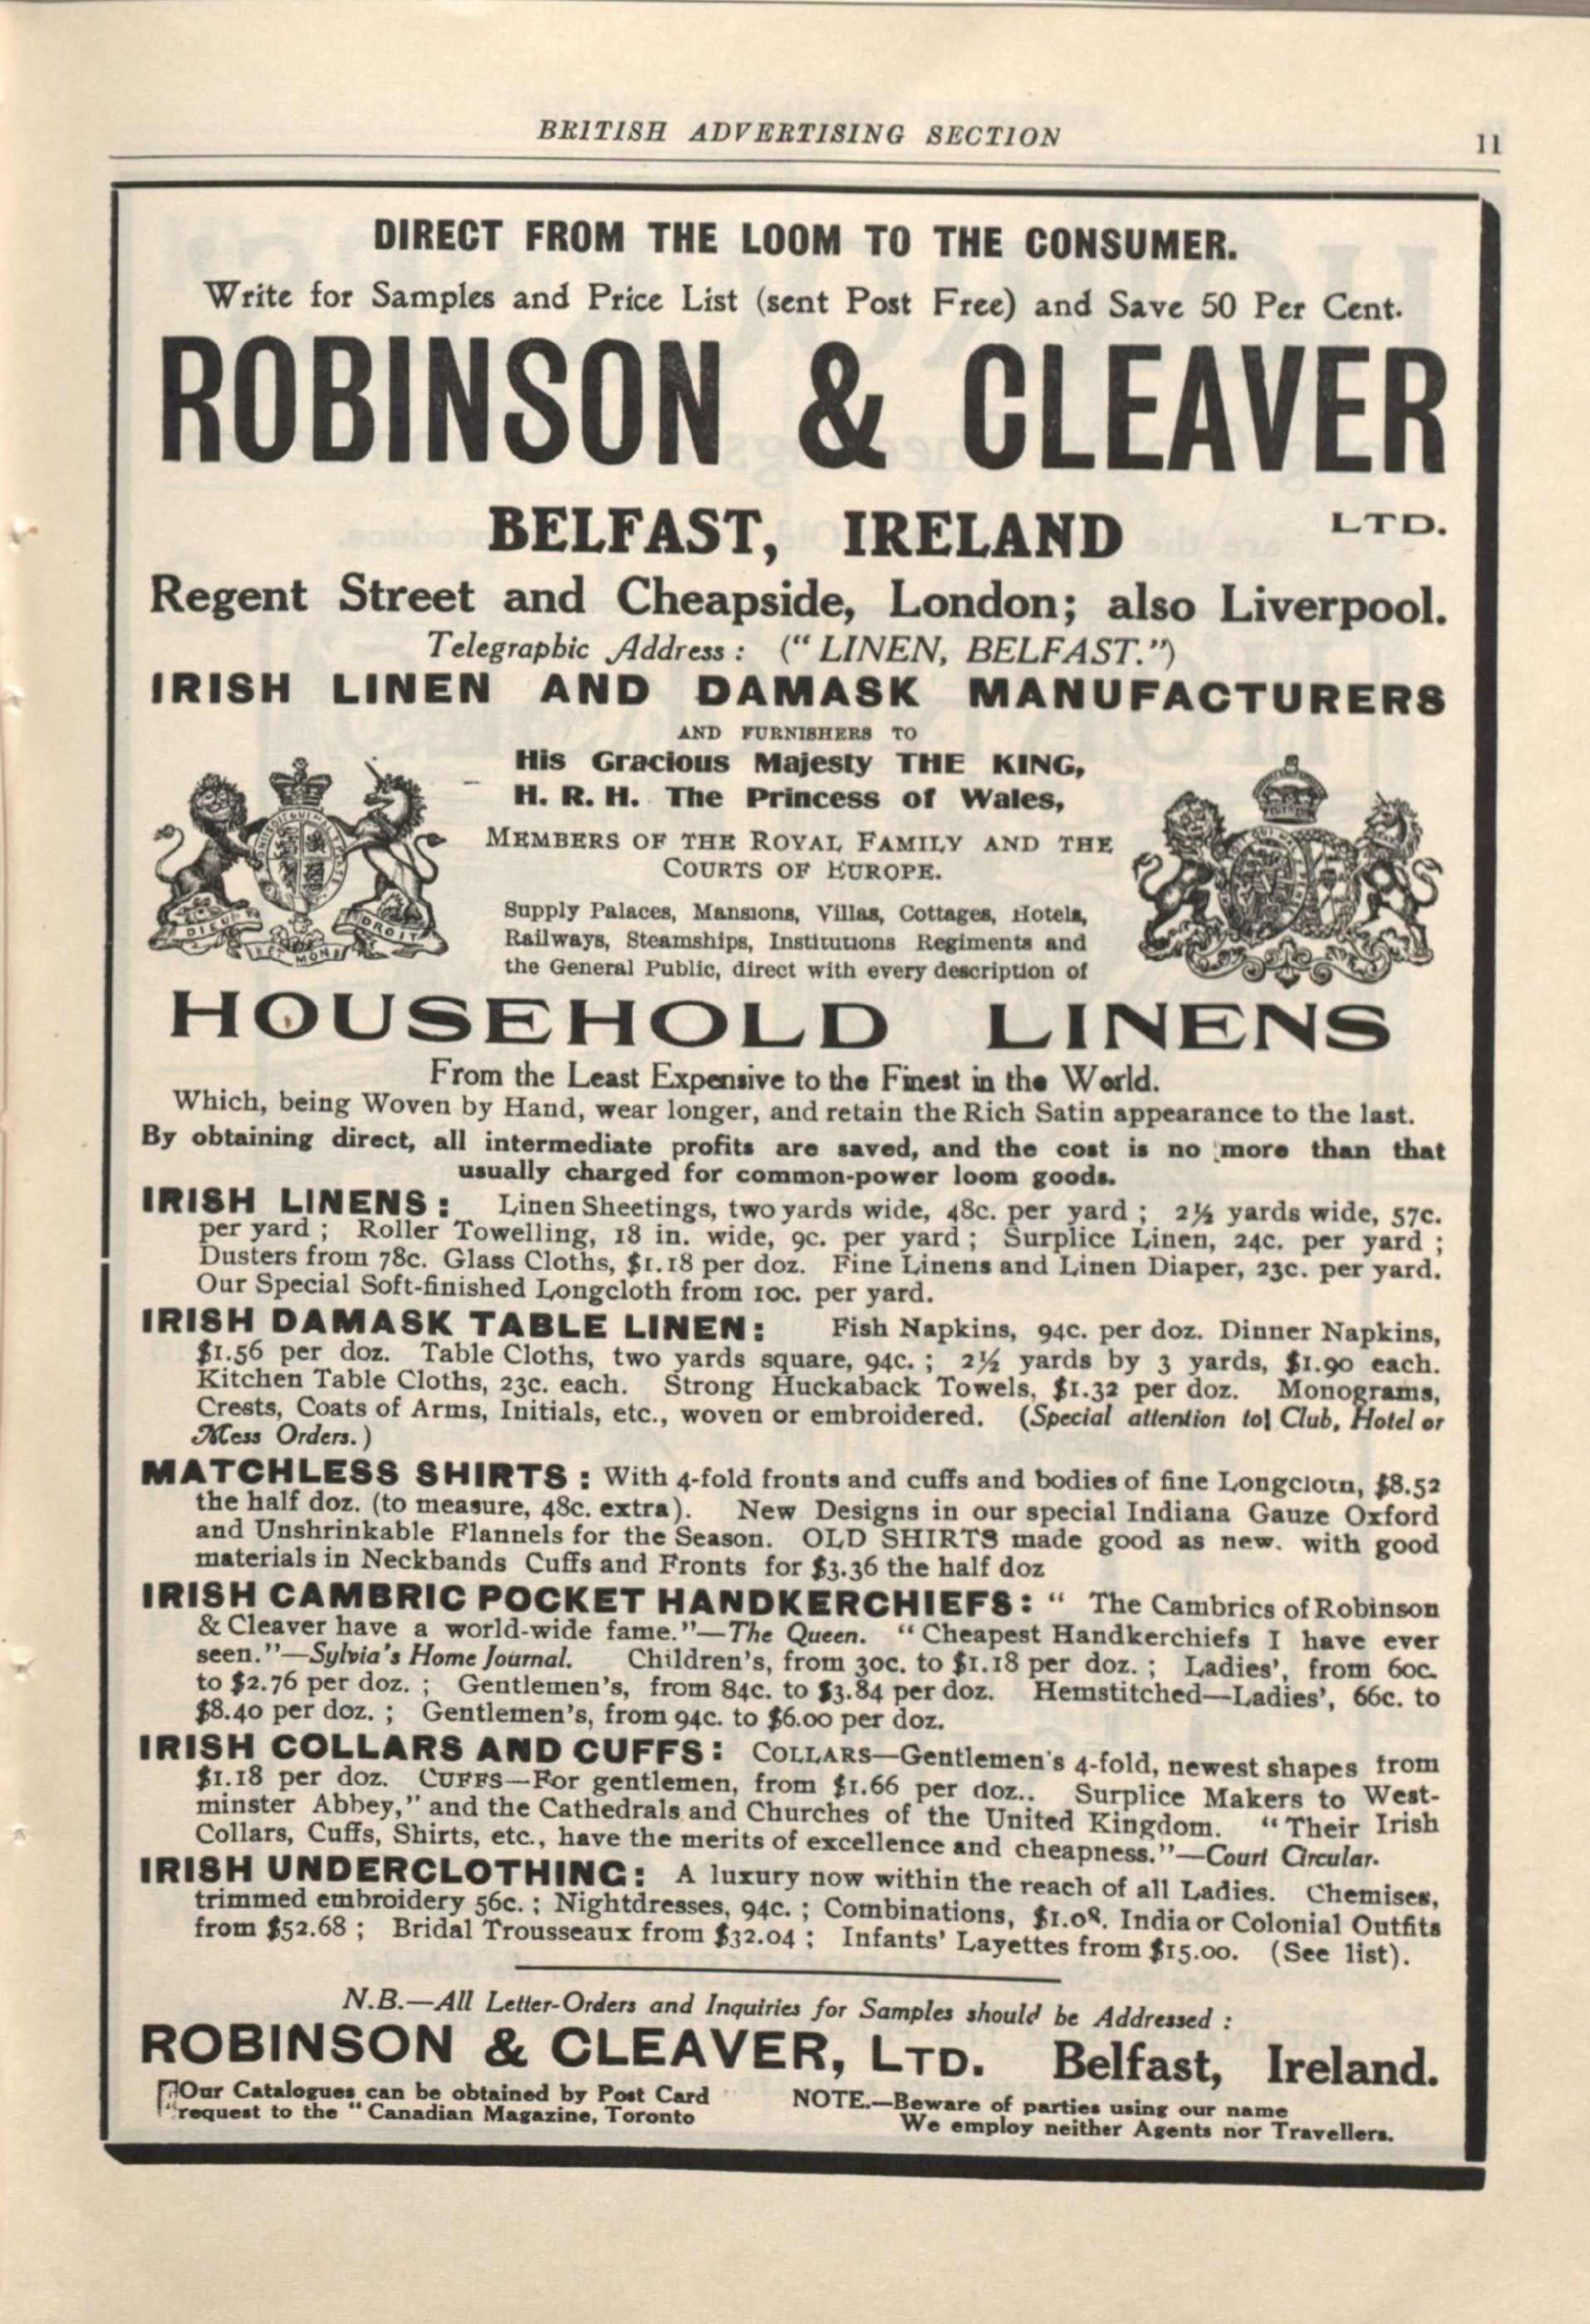 BRITISH ADVERTISING SECTION
11
DIRECT FROM THE LOOM TO THE CONSUMER.
Write for Samples and Price List (sent Post Free) and Save 50 Per Cent.
ROBINSON & CLEAVER
BELFAST, IRELAND LTD.
Regent Street and Cheapside, London; also Liverpool.
Telegraphic Address: ("LINEN, BELFAST.")
IRISH LINEN AND DAMASK MANUFACTURERS
AND FURNISHERS TO
His Gracious Majesty THE KING,
H. R. H. The Princess of Wales,
MEMBERS OF THE ROYAL FAMILY AND THE
COURTS OF EUROPE.
Supply Palaces, Mansions, Villas, Cottages, Hotels,
Railways, Steamships, Institutions Regiments and
the General Public, direct with every description of
DIEU ET MON DROIT
HOUSEHOLD LINENS
From the Least Expensive to the Finest in the World.
Which, being Woven by Hand, wear longer, and retain the Rich Satin appearance to the last.
By obtaining direct, all intermediate profits are saved, and the cost is no more than that
usually charged for common-power loom goods.
IRISH LINENS: Linen Sheetings, two yards wide, 48c. per yard; 2½ yards wide, 57c.
per yard; Roller Towelling, 18 in. wide, 9c. per yard; Surplice Linen, 24c. per yard;
Dusters from 78c. Glass Cloths, $1.18 per doz. Fine Linens and Linen Diaper, 23c. per yard.
Our Special Soft-finished Longcloth from 10c. per yard.
IRISH DAMASK TABLE LINEN: Fish Napkins, 94c. per doz. Dinner Napkins,
$1.56 per doz. Table Cloths, two yards square, 94c.; 2½ yards by 3 yards, $1.90 each.
Kitchen Table Cloths, 23c. each. Strong Huckaback Towels, $1.32 per doz. Monograms,
Crests, Coats of Arms, Initials, etc., woven or embroidered. (Special attention to Club, Hotel or
Mess Orders.)
MATCHLESS SHIRTS: With 4-fold fronts and cuffs and bodies of fine Longcloth, $8.52
the half doz. (to measure, 48c. extra). New Designs in our special Indiana Gauze Oxford
and Unshrinkable Flannels for the Season. OLD SHIRTS made good as new. with good
materials in Neckbands Cuffs and Fronts for $3.36 the half doz
IRISH CAMBRIC POCKET HANDKERCHIEFS: "The Cambrics of Robinson
& Cleaver have a world-wide fame."—The Queen. "Cheapest Handkerchiefs I have ever
seen."—Sylvia's Home Journal. Children's, from 30c. to $1.18 per doz.; Ladies', from 60c.
to $2.76 per doz.; Gentlemen's, from 84c. to $3.84 per doz. Hemstitched—Ladies', 66c. to
$8.40 per doz.; Gentlemen's, from 94c. to $6.00 per doz.
IRISH COLLARS AND CUFFS: COLLARS—Gentlemen's 4-fold, newest shapes from
$1.18 per doz. CUFFS—For gentlemen, from $1.66 per doz.. Surplice Makers to West-
minster Abbey," and the Cathedrals and Churches of the United Kingdom. "Their Irish
Collars, Cuffs, Shirts, etc., have the merits of excellence and cheapness."—Court Circular.
IRISH UNDERCLOTHING: A luxury now within the reach of all Ladies. Chemises,
trimmed embroidery 56c.; Nightdresses, 94c.; Combinations, $1.08. India or Colonial Outfits
from $52.68; Bridal Trousseaux from $32.04; Infants' Layettes from $15.00. (See list).
N.B.—All Letter-Orders and Inquiries for Samples should be Addressed:
ROBINSON & CLEAVER, LTD. Belfast, Ireland.
Our Catalogues can be obtained by Post Card
request to the "Canadian Magazine, Toronto
NOTE.—Beware of parties using our name
We employ neither Agents nor Travellers.